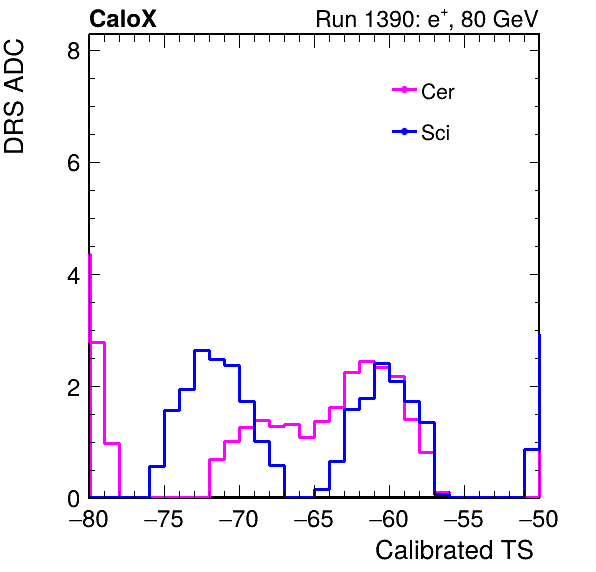 CaloX Run 1390: e⁺, 80 GeV
DRS ADC
8
6
4
2
0
Cer
Sci
−80 −75 −70 −65 −60 −55 −50
Calibrated TS